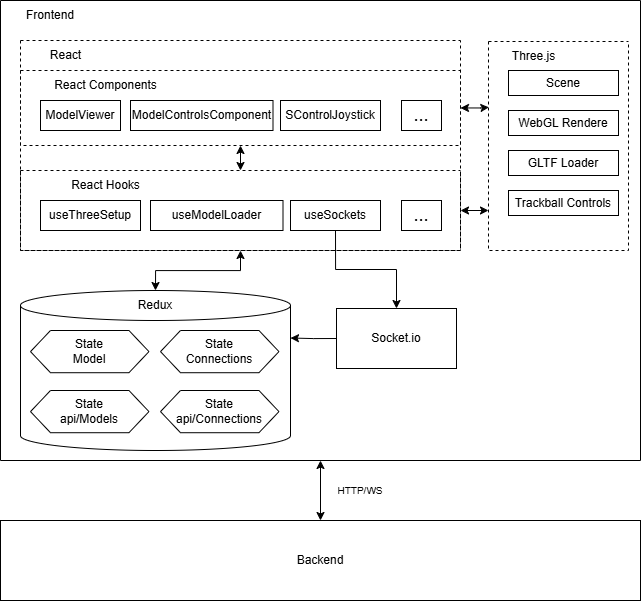 Frontend
React
React Components
ModelViewer
ModelControlsComponent
SControlJoystick
...
React Hooks
useThreeSetup
useModelLoader
useSockets
...
Three.js
Scene
WebGL Rendere
GLTF Loader
Trackball Controls
Redux
State
Model
State
Connections
State
api/Models
State
api/Connections
Socket.io
HTTP/WS
Backend